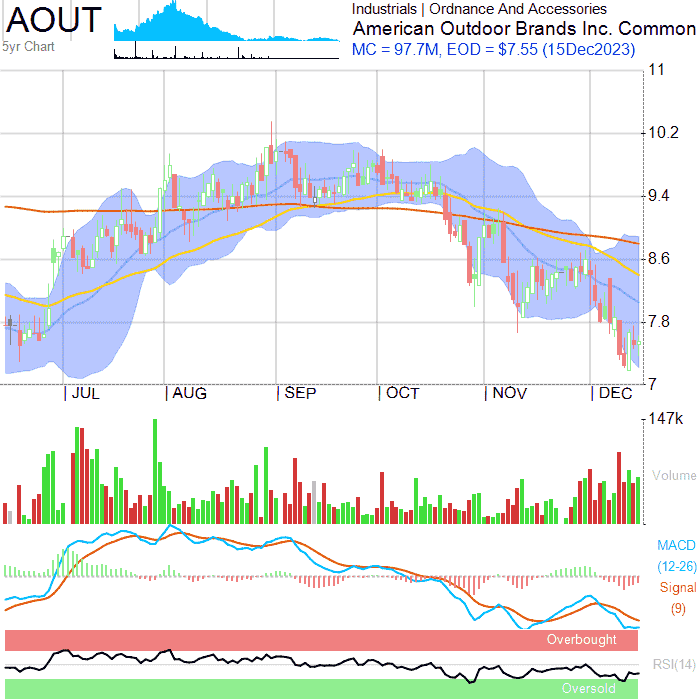 AOUT
5yr Chart
Industrials | Ordnance And Accessories
American Outdoor Brands Inc. Common
MC = 97.7M, EOD = $7.55 (15Dec2023)
11
10.2
9.4
8.6
7.8
7
JUL
AUG
SEP
OCT
NOV
DEC
147k
Volume
MACD
(12-26)
Signal
(9)
Overbought
RSI(14)
Oversold